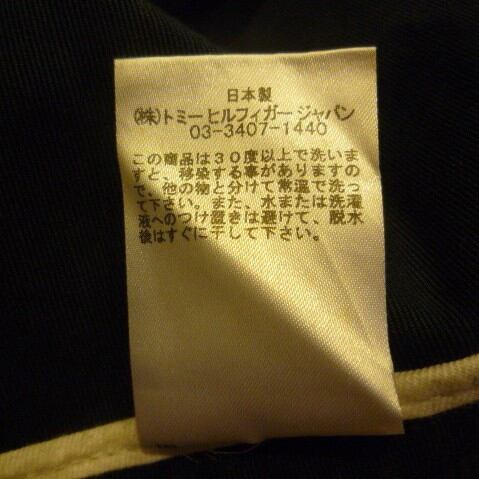 日本製
㈱トミーヒルフィガージャパン
03-3407-1440
この商品は30度以上で洗いま
すと、移染する事がありますの
で、他の物と分けて常温で洗っ
て下さい。また、水または洗濯
液へのつけ置きは避けて、脱水
後はすぐに干して下さい。